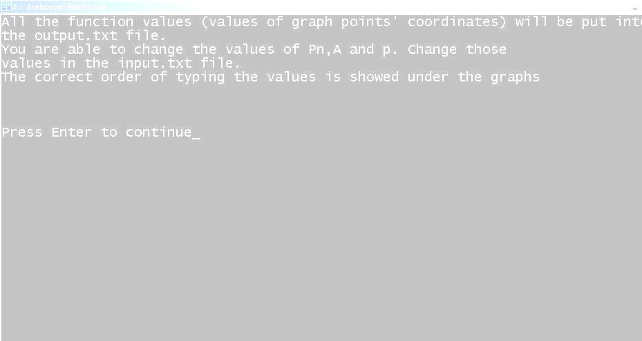 All the function values (values of graph points' coordinates) will be put into
the output.txt file.
You are able to change the values of Pn,A and p. Change those
values in the input.txt file.
The correct order of typing the values is showed under the graphs
Press Enter to continue_